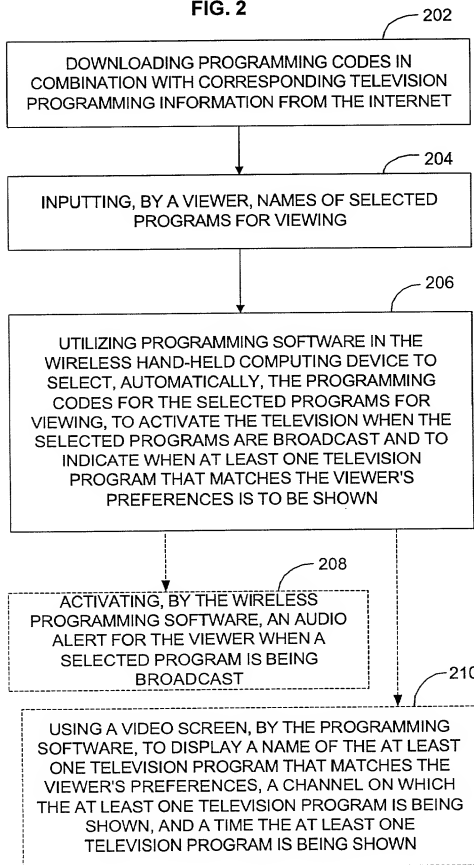 FIG. 2
202
DOWNLOADING PROGRAMMING CODES IN
COMBINATION WITH CORRESPONDING TELEVISION
PROGRAMMING INFORMATION FROM THE INTERNET
204
INPUTTING, BY A VIEWER, NAMES OF SELECTED
PROGRAMS FOR VIEWING
206
UTILIZING PROGRAMMING SOFTWARE IN THE
WIRELESS HAND-HELD COMPUTING DEVICE TO
SELECT, AUTOMATICALLY, THE PROGRAMMING
CODES FOR THE SELECTED PROGRAMS FOR
VIEWING, TO ACTIVATE THE TELEVISION WHEN THE
SELECTED PROGRAMS ARE BROADCAST AND TO
INDICATE WHEN AT LEAST ONE TELEVISION
PROGRAM THAT MATCHES THE VIEWER'S
PREFERENCES IS TO BE SHOWN
208
ACTIVATING, BY THE WIRELESS
PROGRAMMING SOFTWARE, AN AUDIO
ALERT FOR THE VIEWER WHEN A
SELECTED PROGRAM IS BEING
BROADCAST
210
USING A VIDEO SCREEN, BY THE PROGRAMMING
SOFTWARE, TO DISPLAY A NAME OF THE AT LEAST
ONE TELEVISION PROGRAM THAT MATCHES THE
VIEWER'S PREFERENCES, A CHANNEL ON WHICH
THE AT LEAST ONE TELEVISION PROGRAM IS BEING
SHOWN, AND A TIME THE AT LEAST ONE
TELEVISION PROGRAM IS BEING SHOWN